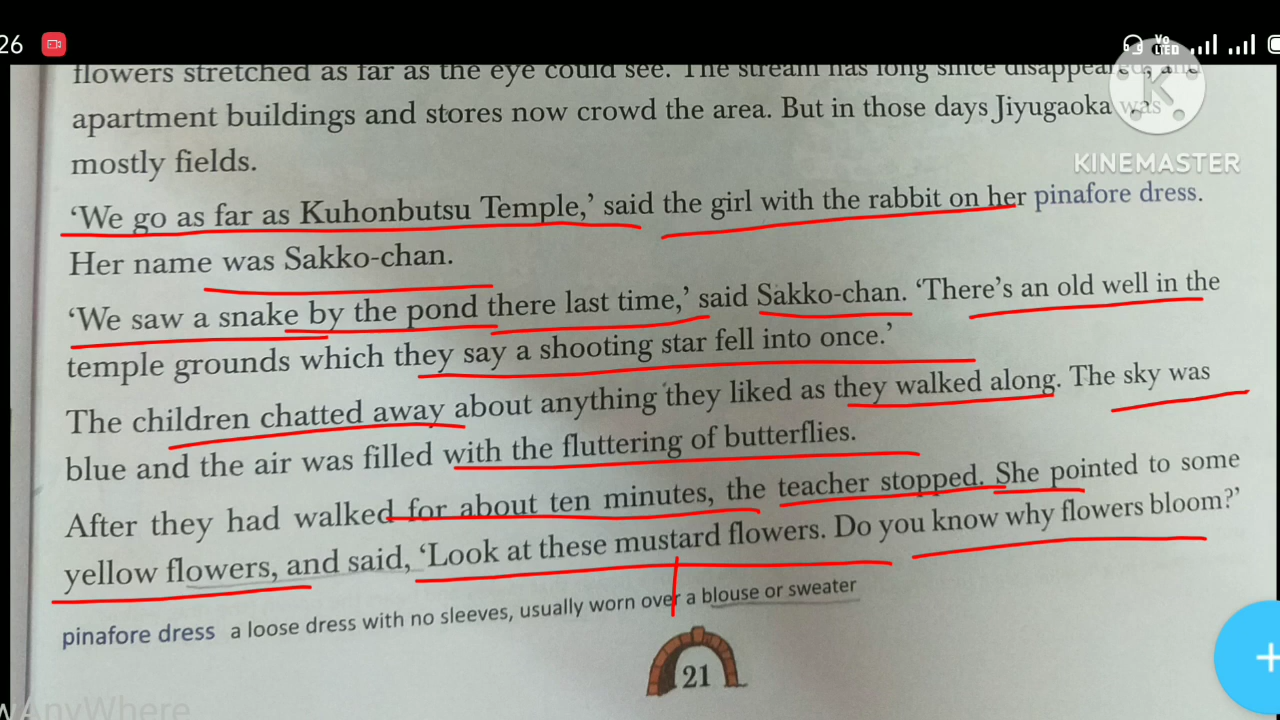 26
Vo
LTED
flowers stretched as far as the eye could see. The stream has long since disappeared, and
apartment buildings and stores now crowd the area. But in those days Jiyugaoka was
mostly fields.
KINEMASTER
‘We go as far as Kuhonbutsu Temple,’ said the girl with the rabbit on her pinafore dress.
Her name was Sakko-chan.
‘We saw a snake by the pond there last time,’ said Sakko-chan. ‘There’s an old well in the
temple grounds which they say a shooting star fell into once.’
The children chatted away about anything they liked as they walked along. The sky was
blue and the air was filled with the fluttering of butterflies.
After they had walked for about ten minutes, the teacher stopped. She pointed to some
yellow flowers, and said, ‘Look at these mustard flowers. Do you know why flowers bloom?’
pinafore dress a loose dress with no sleeves, usually worn over a blouse or sweater
21
wAnyWhere